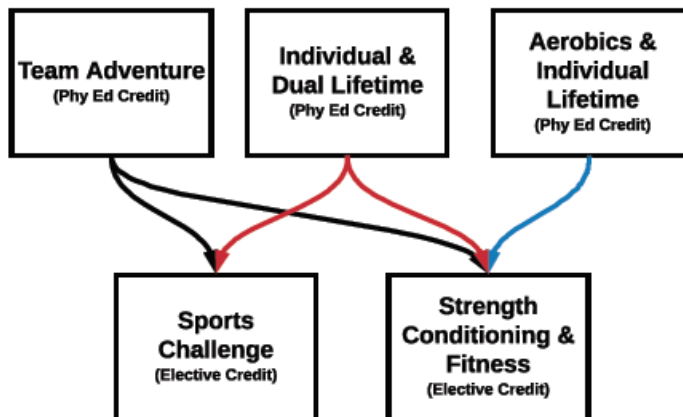 Team Adventure
(Phy Ed Credit)
Individual &
Dual Lifetime
(Phy Ed Credit)
Aerobics &
Individual
Lifetime
(Phy Ed Credit)
Sports
Challenge
(Elective Credit)
Strength
Conditioning &
Fitness
(Elective Credit)